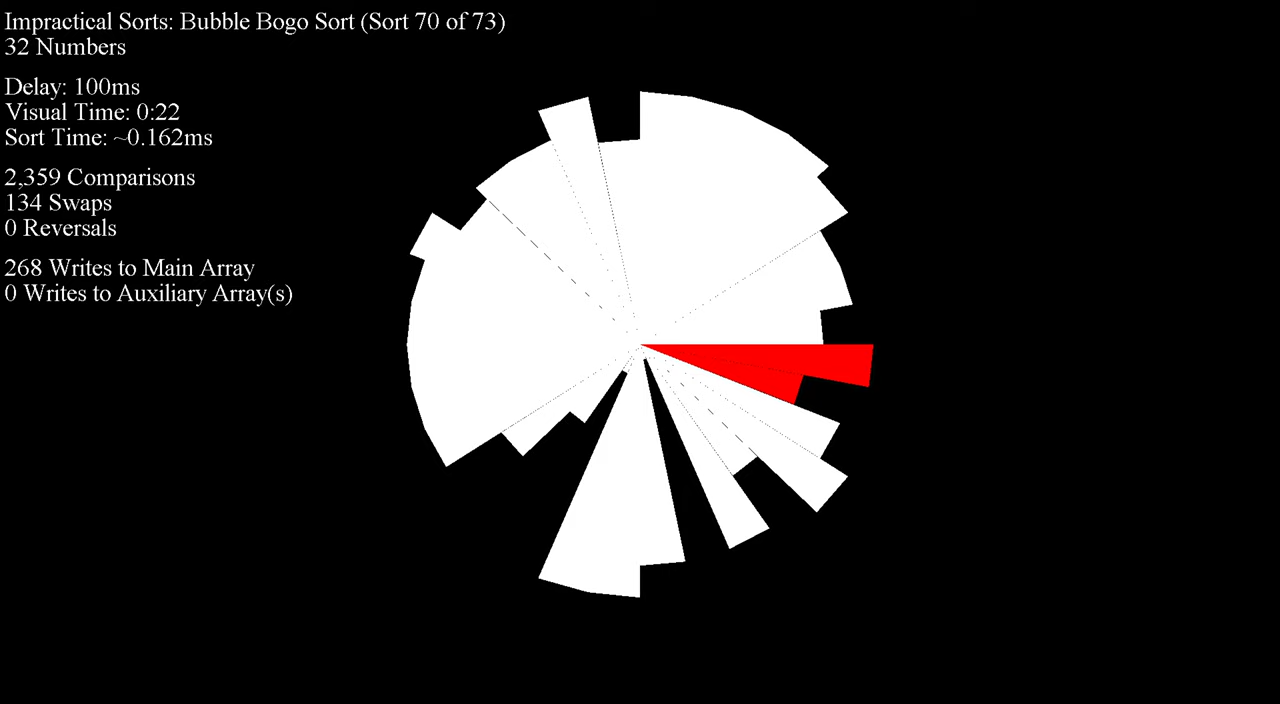 Impractical Sorts: Bubble Bogo Sort (Sort 70 of 73)
32 Numbers
Delay: 100ms
Visual Time: 0:22
Sort Time: ~0.162ms
2,359 Comparisons
134 Swaps
0 Reversals
268 Writes to Main Array
0 Writes to Auxiliary Array(s)